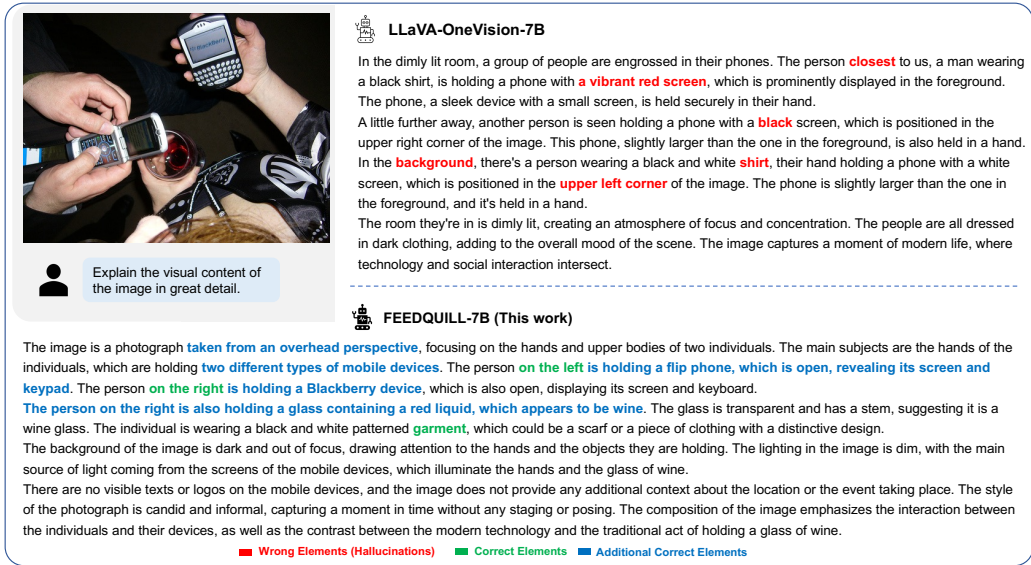 BlackBerry
Explain the visual content of
the image in great detail.
LLaVA-OneVision-7B
In the dimly lit room, a group of people are engrossed in their phones. The person closest to us, a man wearing
a black shirt, is holding a phone with a vibrant red screen, which is prominently displayed in the foreground.
The phone, a sleek device with a small screen, is held securely in their hand.
A little further away, another person is seen holding a phone with a black screen, which is positioned in the
upper right corner of the image. This phone, slightly larger than the one in the foreground, is also held in a hand.
In the background, there's a person wearing a black and white shirt, their hand holding a phone with a white
screen, which is positioned in the upper left corner of the image. The phone is slightly larger than the one in
the foreground, and it's held in a hand.
The room they're in is dimly lit, creating an atmosphere of focus and concentration. The people are all dressed
in dark clothing, adding to the overall mood of the scene. The image captures a moment of modern life, where
technology and social interaction intersect.
FEEDQUILL-7B (This work)
The image is a photograph taken from an overhead perspective, focusing on the hands and upper bodies of two individuals. The main subjects are the hands of the
individuals, which are holding two different types of mobile devices. The person on the left is holding a flip phone, which is open, revealing its screen and
keypad. The person on the right is holding a Blackberry device, which is also open, displaying its screen and keyboard.
The person on the right is also holding a glass containing a red liquid, which appears to be wine. The glass is transparent and has a stem, suggesting it is a
wine glass. The individual is wearing a black and white patterned garment, which could be a scarf or a piece of clothing with a distinctive design.
The background of the image is dark and out of focus, drawing attention to the hands and the objects they are holding. The lighting in the image is dim, with the main
source of light coming from the screens of the mobile devices, which illuminate the hands and the glass of wine.
There are no visible texts or logos on the mobile devices, and the image does not provide any additional context about the location or the event taking place. The style
of the photograph is candid and informal, capturing a moment in time without any staging or posing. The composition of the image emphasizes the interaction between
the individuals and their devices, as well as the contrast between the modern technology and the traditional act of holding a glass of wine.
Wrong Elements (Hallucinations) Correct Elements Additional Correct Elements